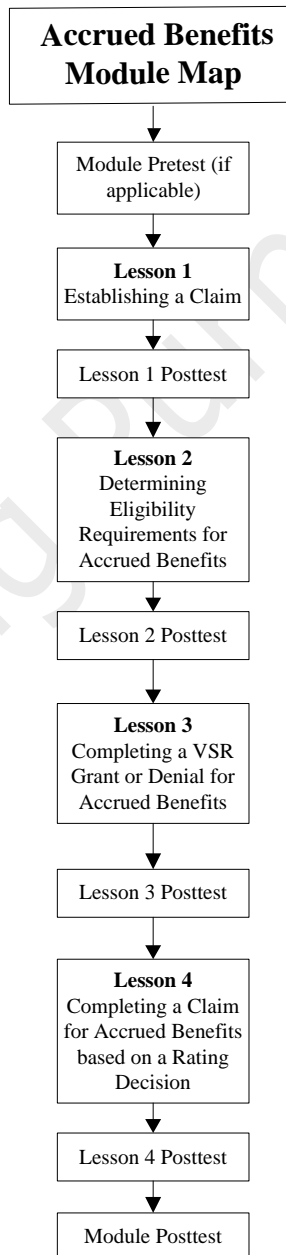 Accrued Benefits
Module Map
Module Pretest (if
applicable)
Lesson 1
Establishing a Claim
Lesson 1 Posttest
Lesson 2
Determining
Eligibility
Requirements for
Accrued Benefits
Lesson 2 Posttest
Lesson 3
Completing a VSR
Grant or Denial for
Accrued Benefits
Lesson 3 Posttest
Lesson 4
Completing a Claim
for Accrued Benefits
based on a Rating
Decision
Lesson 4 Posttest
Module Posttest